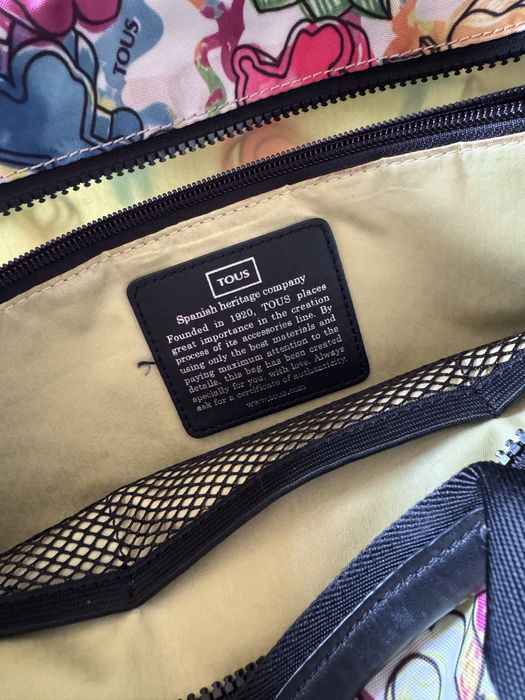 TOUS
TOUS
Spanish heritage company
Founded in 1920, TOUS places
great importance in the creation
process of its accessories line. By
using only the best materials and
paying maximum attention to the
details, this bag has been created
specially for you, with love. Always
ask for a certificate of authenticity.
www.tous.com